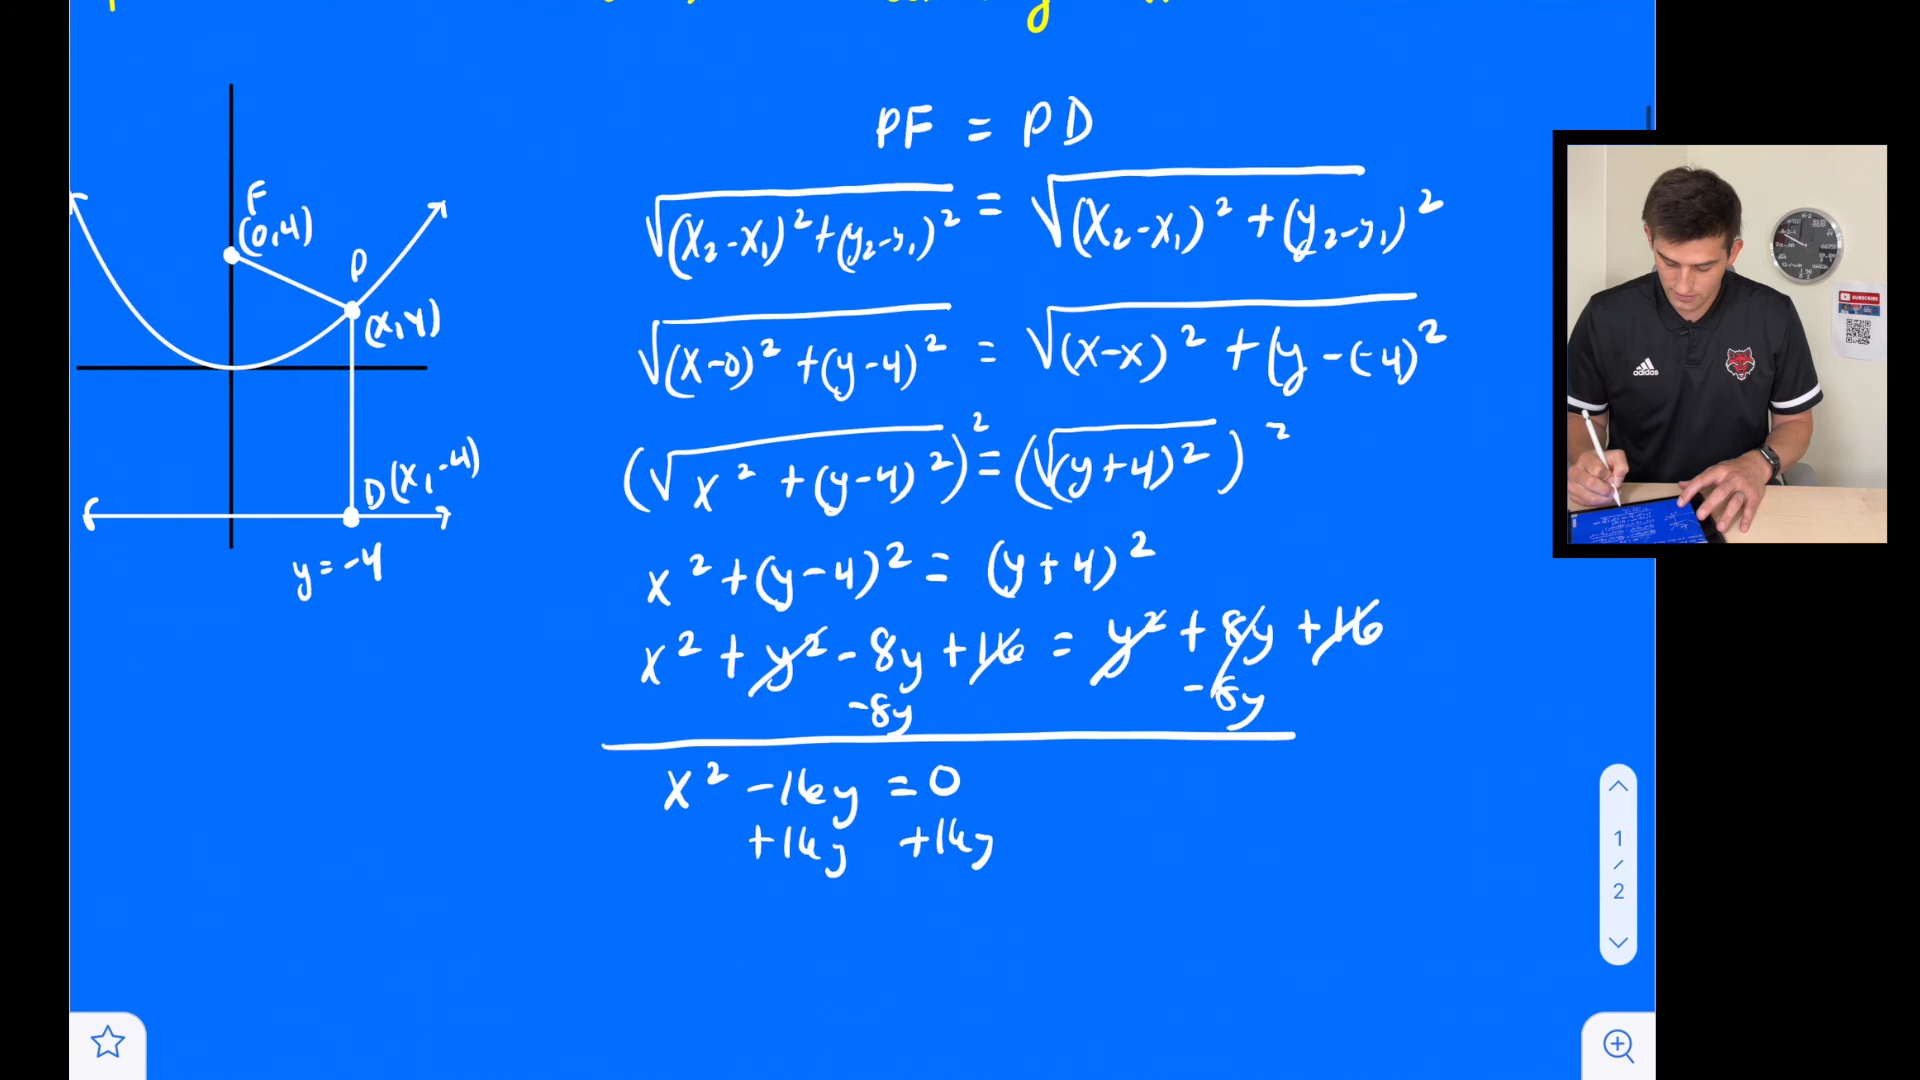 PF = PD
√(x₂-x₁)² + (y₂-y₁)² = √(x₂-x₁)² + (y₂-y₁)²
√(x-0)² + (y-4)² = √(x-x)² + (y-(-4)²
(√x² + (y-4)²)² = (√(y+4)²)²
x² + (y-4)² = (y+4)²
x² + y² - 8y + 16 = y² + 8y + 16
-8y -8y
x² - 16y = 0
+16y +16y
F
(0,4)
P
(x,y)
D(x,-4)
y = -4
adidas
SUBSCRIBE
1
/
2